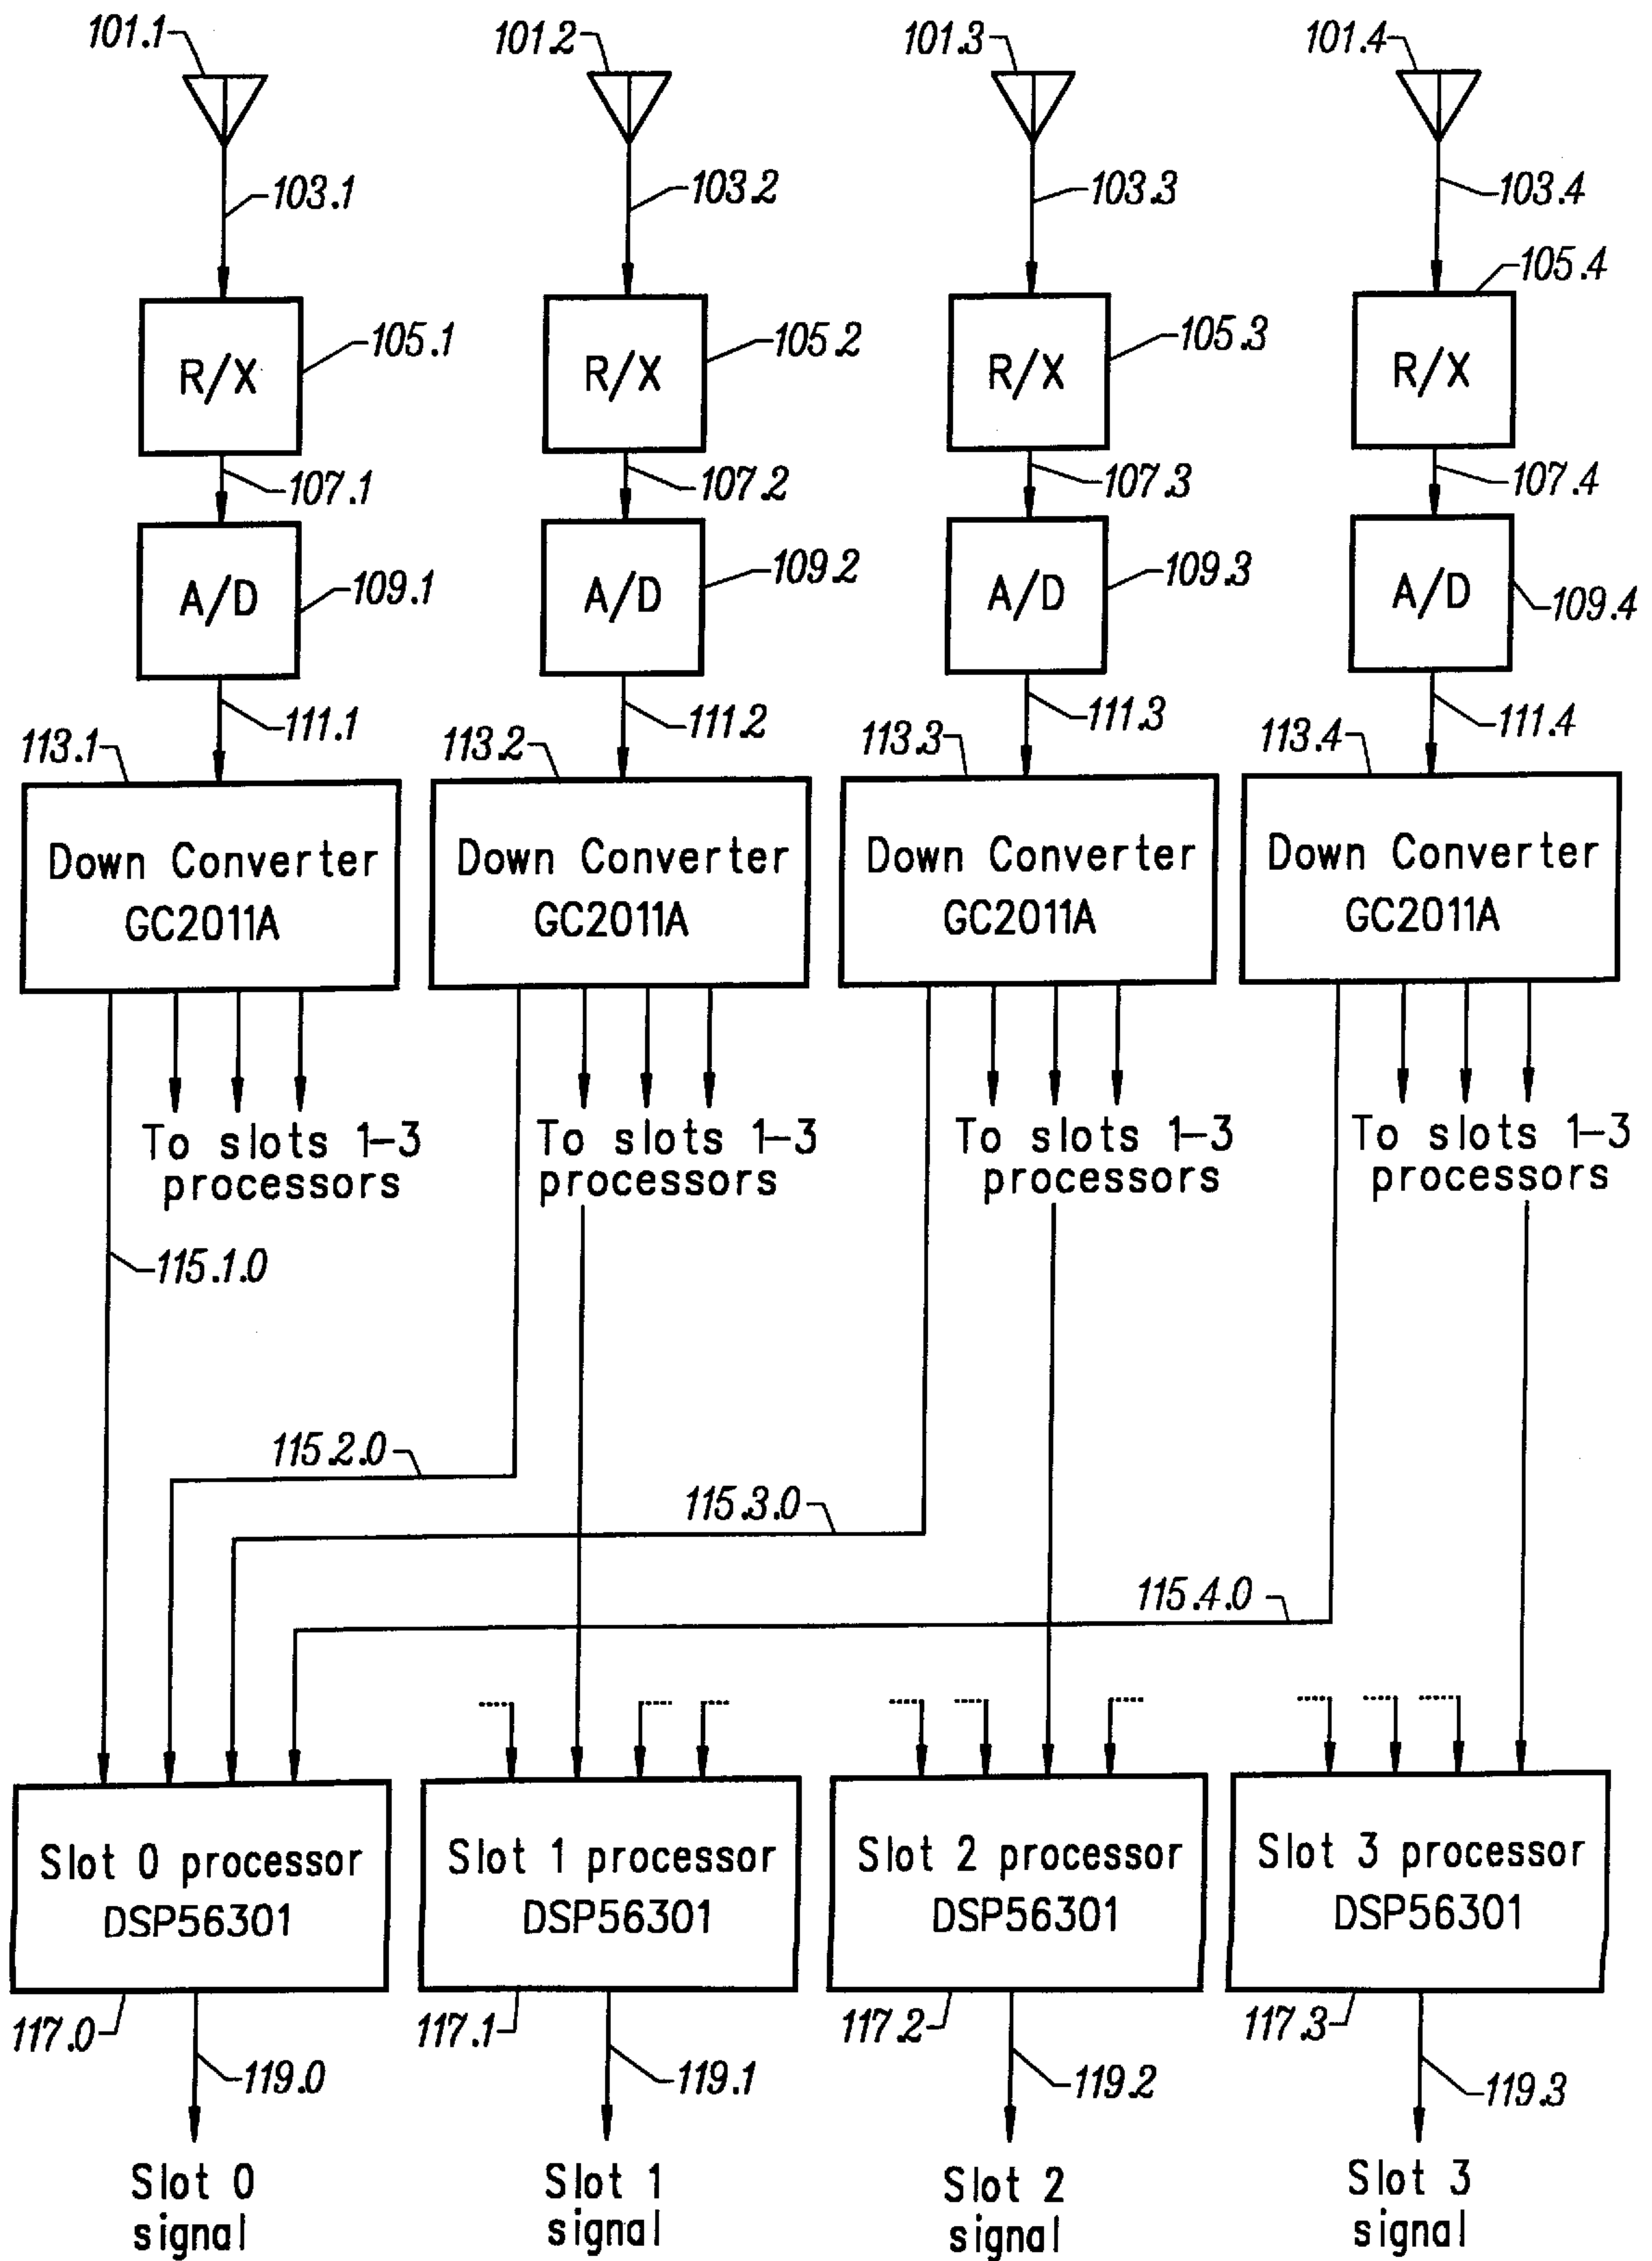 101.1
101.2
101.3
101.4
103.1
103.2
103.3
103.4
105.1
105.2
105.3
105.4
R/X
R/X
R/X
R/X
107.1
107.2
107.3
107.4
A/D
A/D
A/D
A/D
109.1
109.2
109.3
109.4
111.1
111.2
111.3
111.4
113.1
113.2
113.3
113.4
Down Converter
GC2011A
Down Converter
GC2011A
Down Converter
GC2011A
Down Converter
GC2011A
To slots 1-3
processors
To slots 1-3
processors
To slots 1-3
processors
To slots 1-3
processors
115.1.0
115.2.0
115.3.0
115.4.0
Slot 0 processor
DSP56301
Slot 1 processor
DSP56301
Slot 2 processor
DSP56301
Slot 3 processor
DSP56301
117.0
117.1
117.2
117.3
119.0
119.1
119.2
119.3
Slot 0
signal
Slot 1
signal
Slot 2
signal
Slot 3
signal